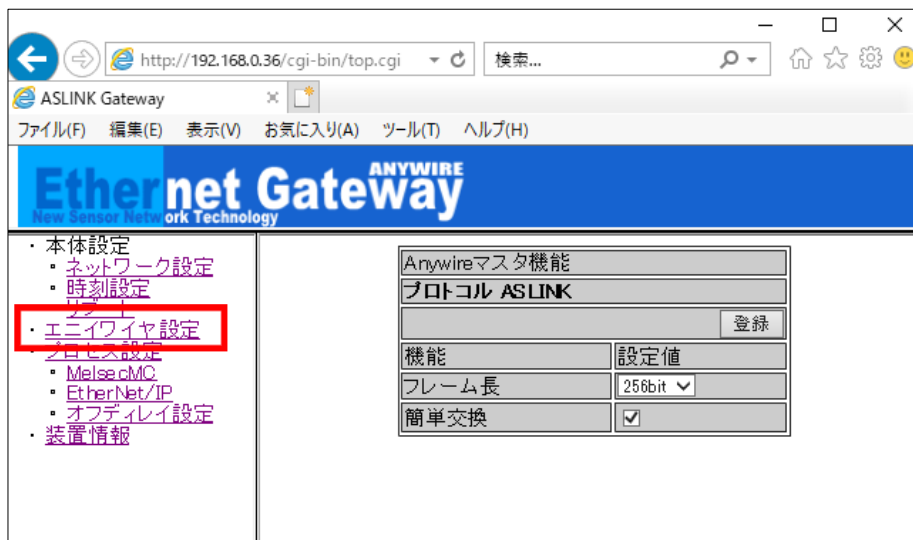 http://192.168.0.36/cgi-bin/top.cgi
検索...
ASLINK Gateway
ファイル(F) 編集(E) 表示(V) お気に入り(A) ツール(T) ヘルプ(H)
Ethernet Gateway
ANYWIRE
New Sensor Network Technology
・本体設定
・ネットワーク設定
・時刻設定
・リブート
・エニイワイヤ設定
・プロセス設定
・MelsecMC
・EtherNet/IP
・オフディレイ設定
・装置情報
Anywireマスタ機能
プロトコル ASLINK
登録
機能 設定値
フレーム長 256bit
簡単交換